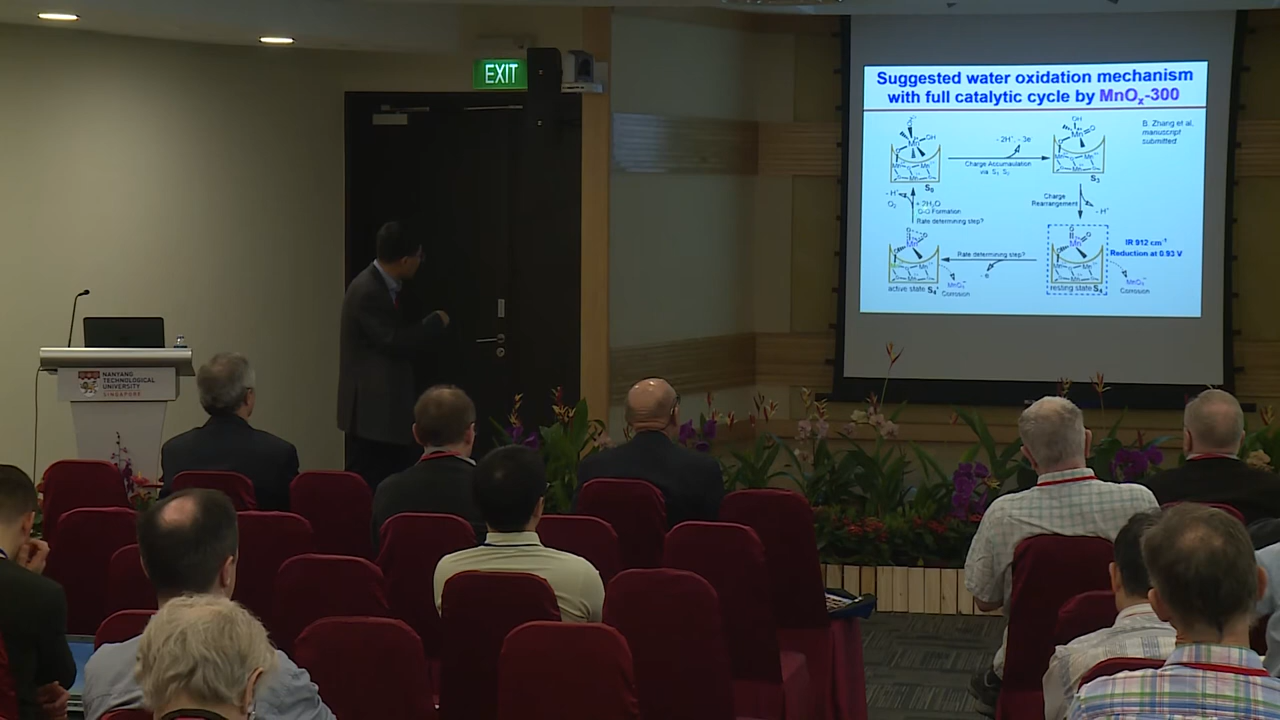 EXIT
NANYANG
TECHNOLOGICAL
UNIVERSITY
SINGAPORE
Suggested water oxidation mechanism
with full catalytic cycle by MnOx-300
B. Zhang et al,
manuscript
submitted
- 2H⁺, - 3e⁻
Charge Accumulation
via S₁, S₂
S₀
S₃
Charge
Rearrangement
- H⁺
- H⁺
O₂
+ 2H₂O
O-O Formation
Rate determining step?
IR 912 cm⁻¹
Reduction at 0.93 V
Rate determining step?
- e⁻
MnO₄⁻
Corrosion
active state S₄'
resting state S₄
MnO₄⁻
Corrosion